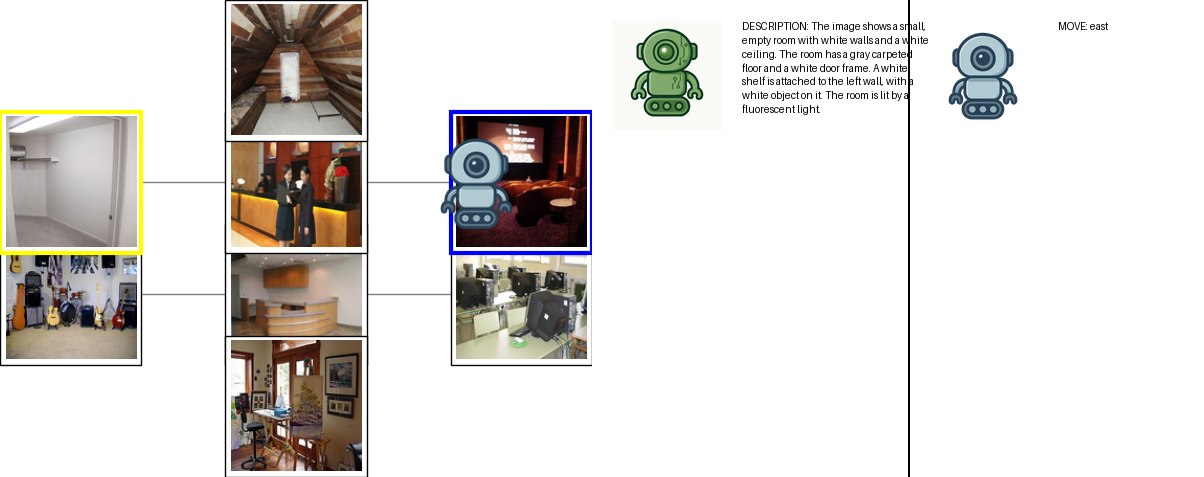 DESCRIPTION: The image shows a small,
empty room with white walls and a white
ceiling. The room has a gray carpeted
floor and a white door frame. A white
shelf is attached to the left wall, with a
white object on it. The room is lit by a
fluorescent light.
MOVE: east